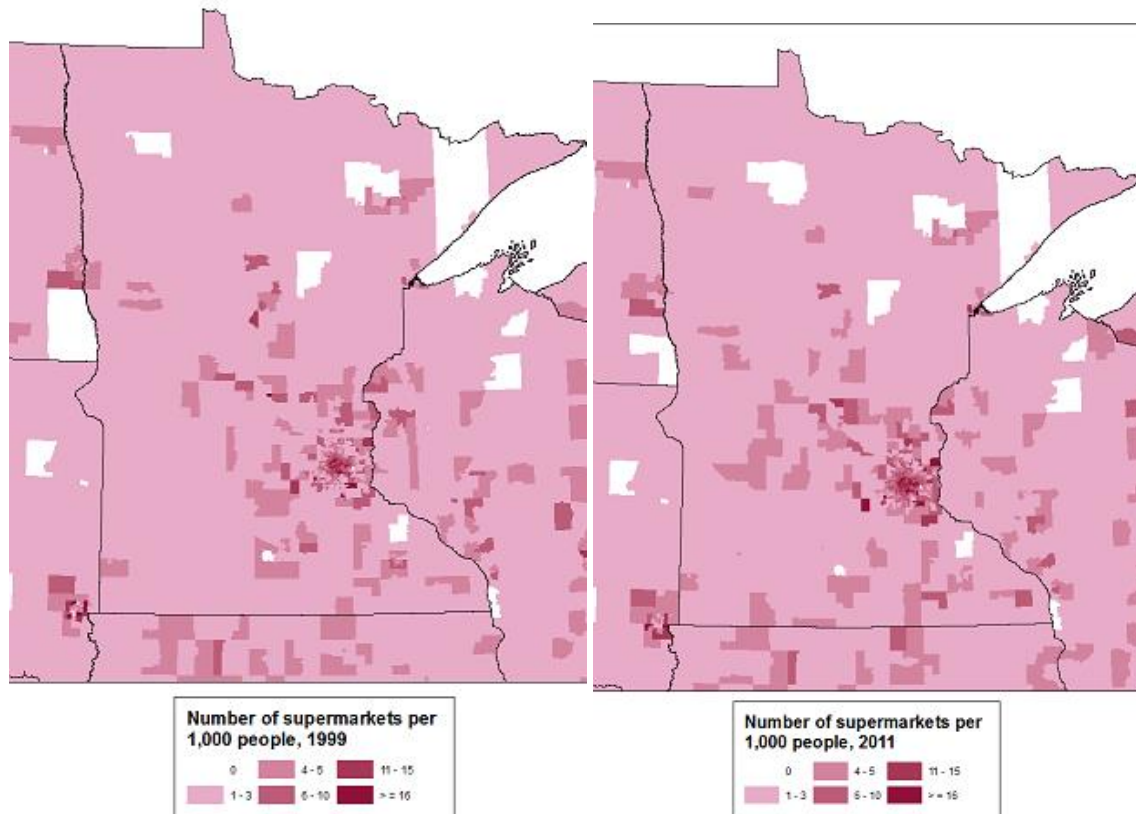 Number of supermarkets per
1,000 people, 1999
0 4 - 5 11 - 15
1 - 3 6 - 10 > = 16
Number of supermarkets per
1,000 people, 2011
0 4 - 5 11 - 15
1 - 3 6 - 10 > = 16